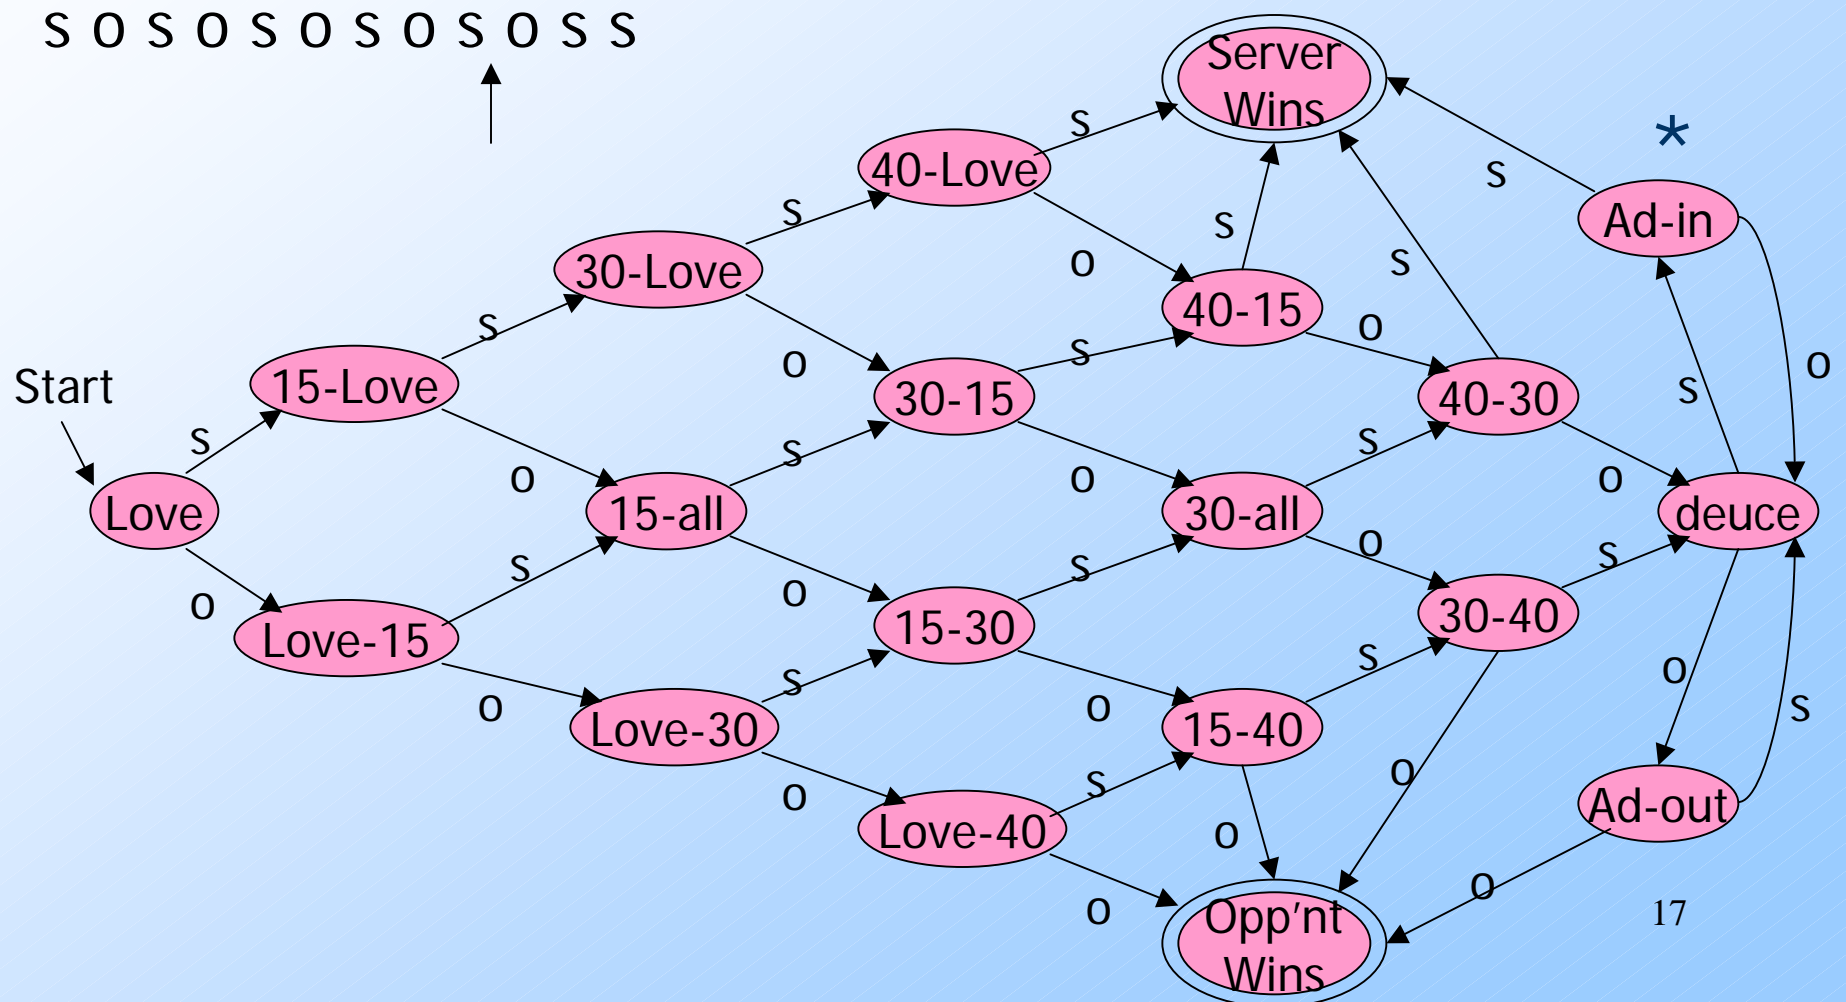 s o s o s o s o s o s s
Server
Wins
*
s
40-Love
s
s
Ad-in
s
30-Love
o
s
40-15
s
s
o
15-Love
o
s
40-30
s
o
Start
30-15
s
s
o
s
o
deuce
Love
o
15-all
o
30-all
o
s
s
o
s
o
15-30
30-40
Love-15
s
s
o
o
Love-30
o
15-40
s
o
o
s
Ad-out
Love-40
o
o
o
Opp'nt
Wins
17